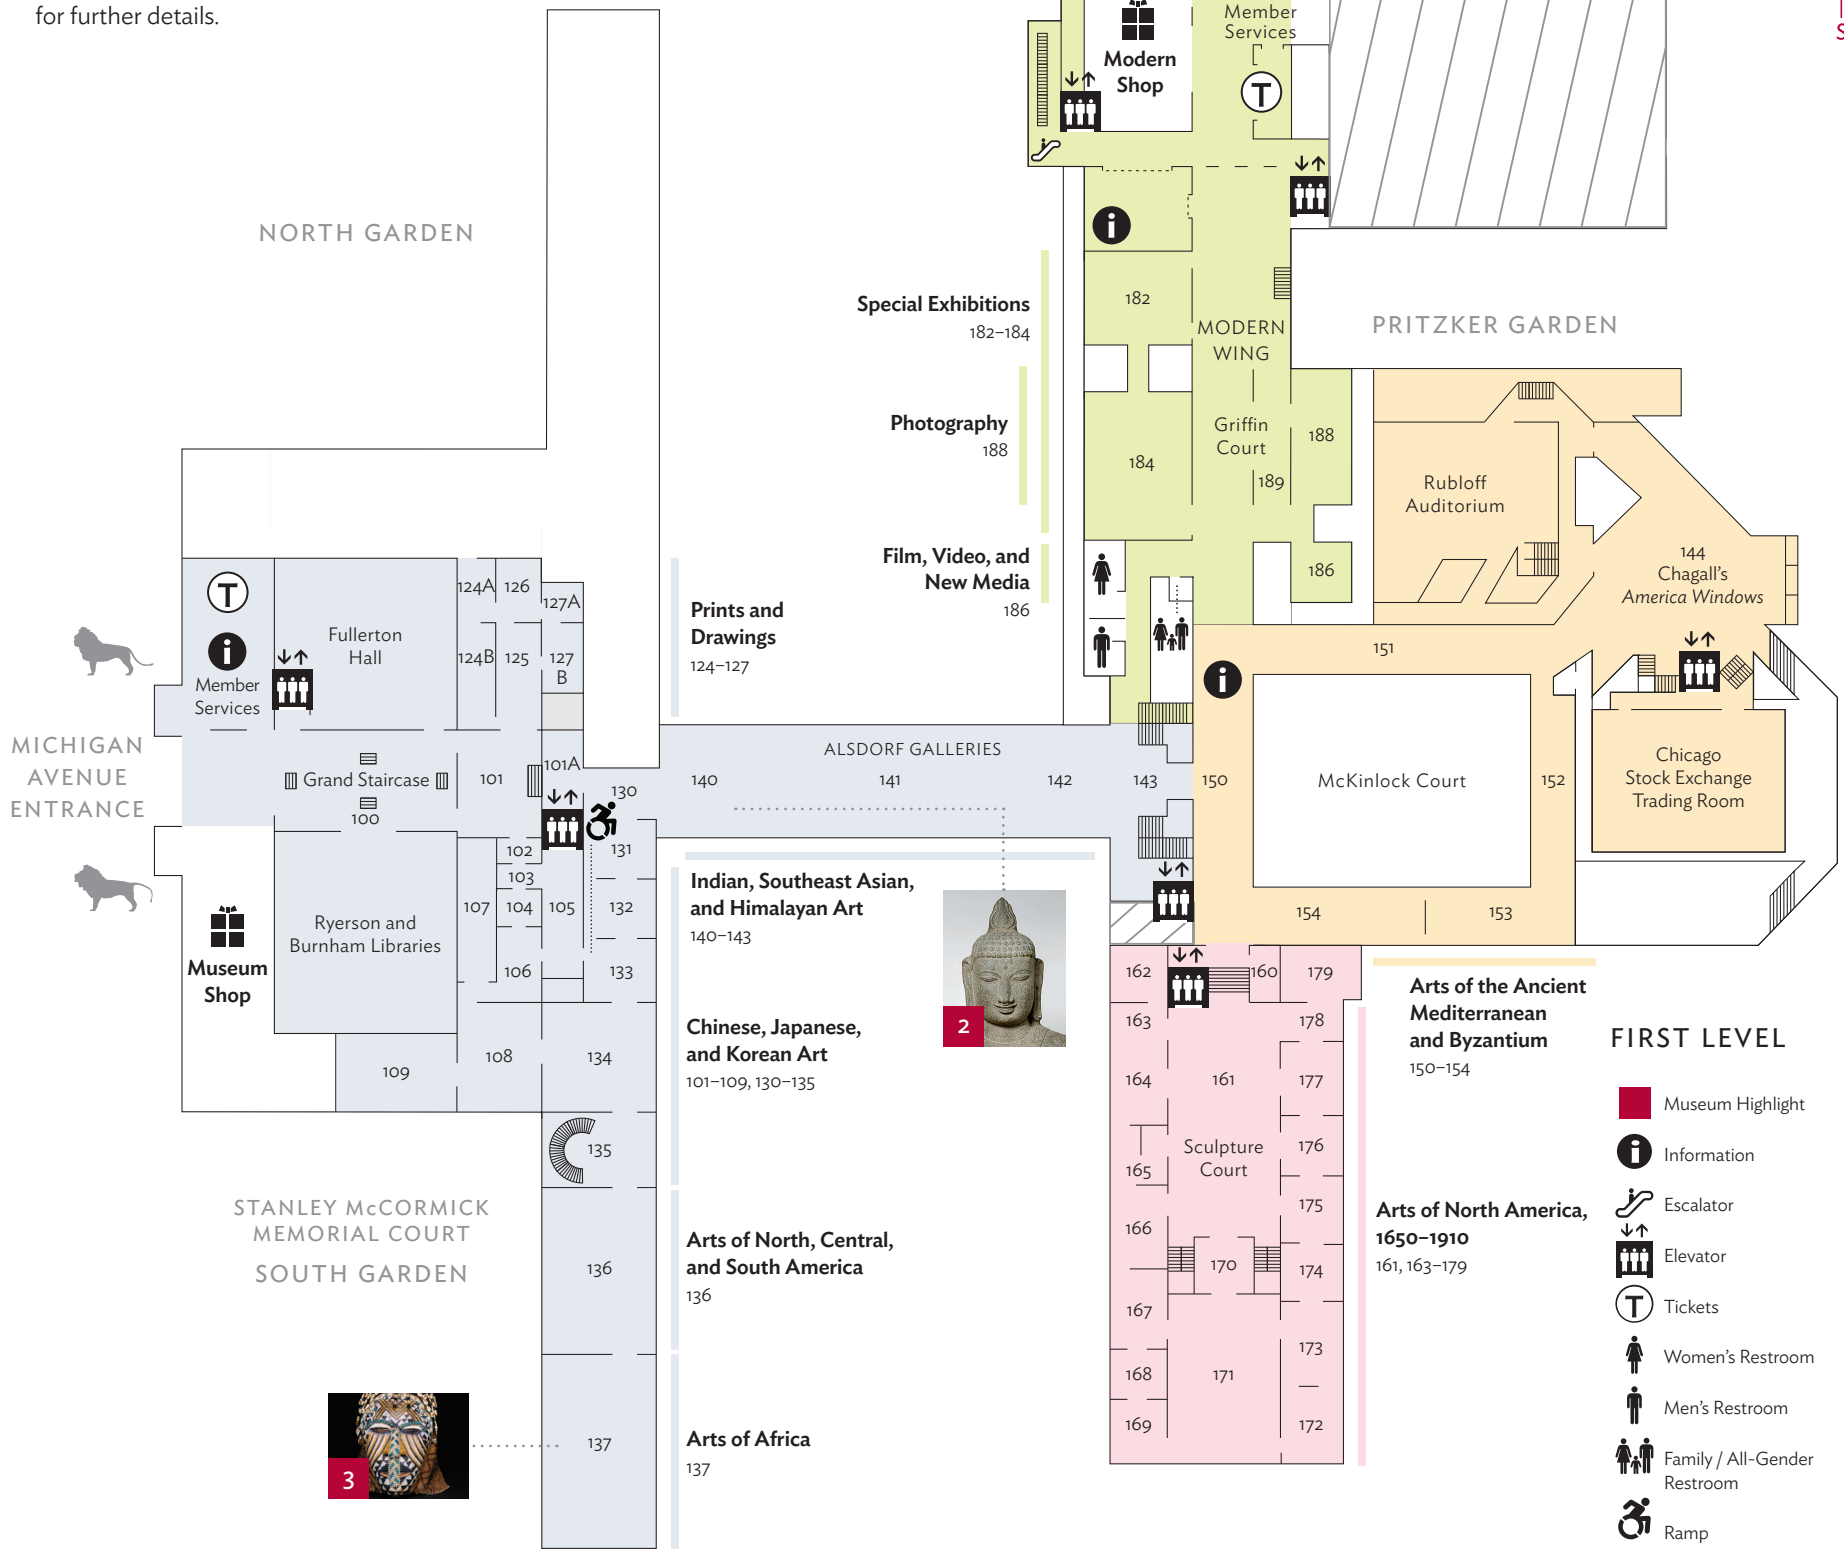 for further details.
Member
Services
Modern
Shop
T
NORTH GARDEN
i
182
Special Exhibitions
182–184
MODERN
WING
PRITZKER GARDEN
Photography
188
Griffin
Court
188
184
189
Rubloff
Auditorium
Film, Video, and
New Media
186
186
144
Chagall's
America Windows
T
i
Member
Services
Fullerton
Hall
124A
126
127A
124B
125
127
B
Prints and
Drawings
124–127
i
151
MICHIGAN
AVENUE
ENTRANCE
Grand Staircase
100
101
101A
130
ALSDORF GALLERIES
140
141
142
143
150
McKinlock Court
152
Chicago
Stock Exchange
Trading Room
102
103
104
105
106
107
131
132
133
Ryerson and
Burnham Libraries
Museum
Shop
Indian, Southeast Asian,
and Himalayan Art
140–143
154
153
2
Chinese, Japanese,
and Korean Art
101–109, 130–135
109
108
134
135
162
160
179
163
178
164
161
177
Sculpture
Court
176
165
175
166
170
174
167
173
168
171
169
172
Arts of the Ancient
Mediterranean
and Byzantium
150–154
STANLEY McCORMICK
MEMORIAL COURT
SOUTH GARDEN
136
Arts of North, Central,
and South America
136
Arts of North America,
1650–1910
161, 163–179
3
137
Arts of Africa
137
FIRST LEVEL
Museum Highlight
i
Information
Escalator
Elevator
T
Tickets
Women's Restroom
Men's Restroom
Family / All-Gender
Restroom
Ramp